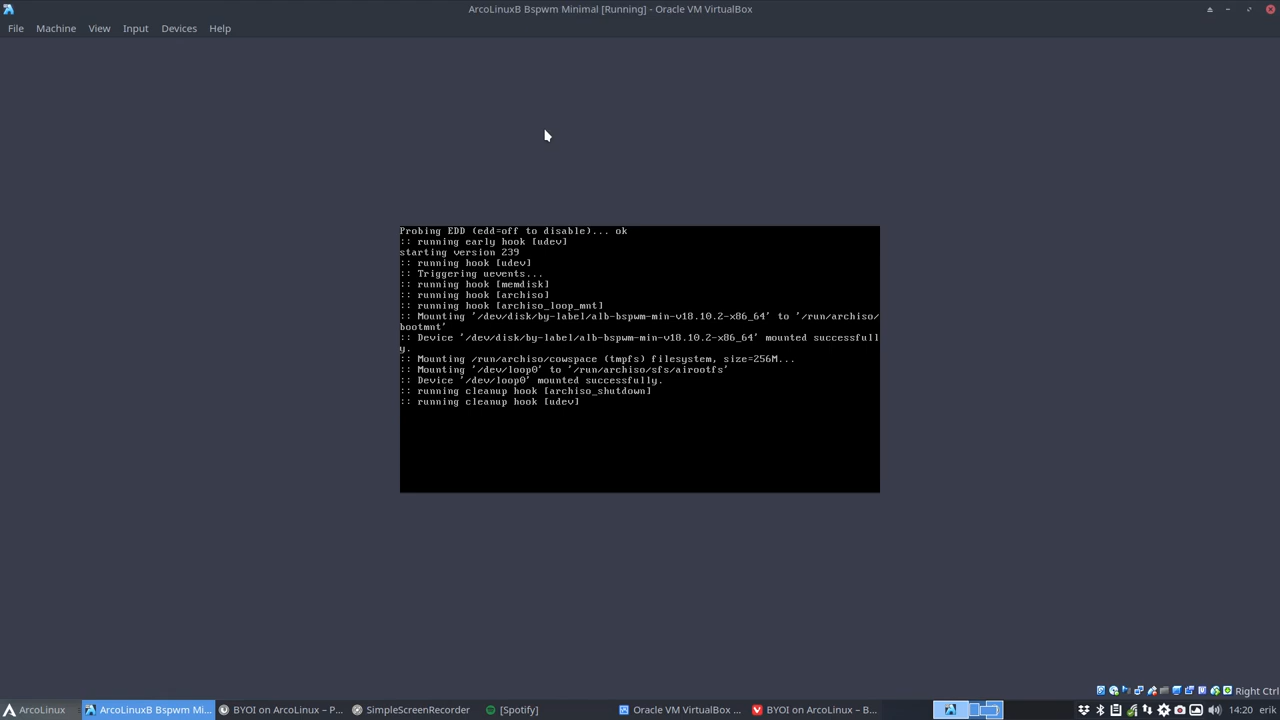 ArcoLinuxB Bspwm Minimal [Running] - Oracle VM VirtualBox
File Machine View Input Devices Help
Probing EDD (edd=off to disable)... ok
:: running early hook [udev]
starting version 239
:: running hook [udev]
:: Triggering uevents...
:: running hook [memdisk]
:: running hook [archiso]
:: running hook [archiso_loop_mnt]
:: Mounting '/dev/disk/by-label/alb-bspwm-min-v18.10.2-x86_64' to '/run/archiso/
bootmnt'
:: Device '/dev/disk/by-label/alb-bspwm-min-v18.10.2-x86_64' mounted successfull
y.
:: Mounting /run/archiso/cowspace (tmpfs) filesystem, size=256M...
:: Mounting '/dev/loop0' to '/run/archiso/sfs/airootfs'
:: Device '/dev/loop0' mounted successfully.
:: running cleanup hook [archiso_shutdown]
:: running cleanup hook [udev]
Right Ctrl
ArcoLinux ArcoLinuxB Bspwm Mi... BYOI on ArcoLinux – P... SimpleScreenRecorder [Spotify] Oracle VM VirtualBox ... BYOI on ArcoLinux – B... 14:20 erik